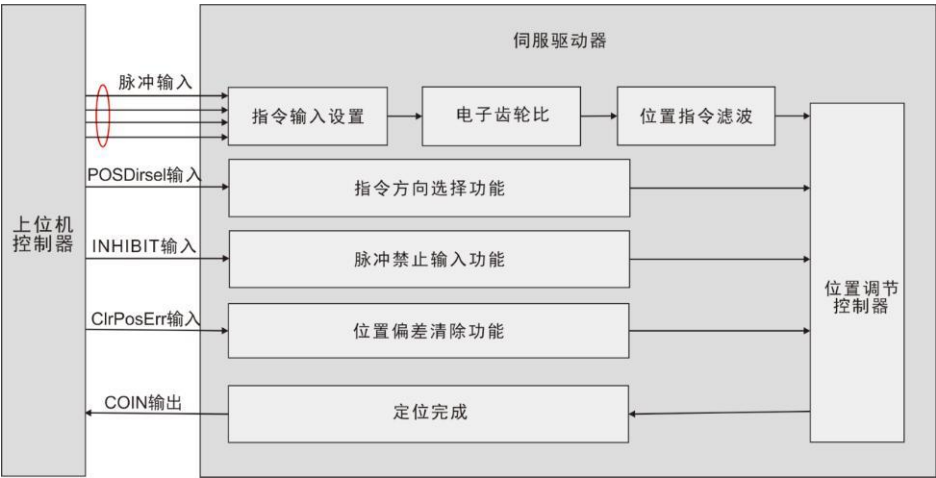 伺服驱动器
脉冲输入
指令输入设置
电子齿轮比
位置指令滤波
POSDirsel输入
指令方向选择功能
上位机
控制器
INHIBIT输入
脉冲禁止输入功能
位置调节
控制器
ClrPosErr输入
位置偏差清除功能
COIN输出
定位完成